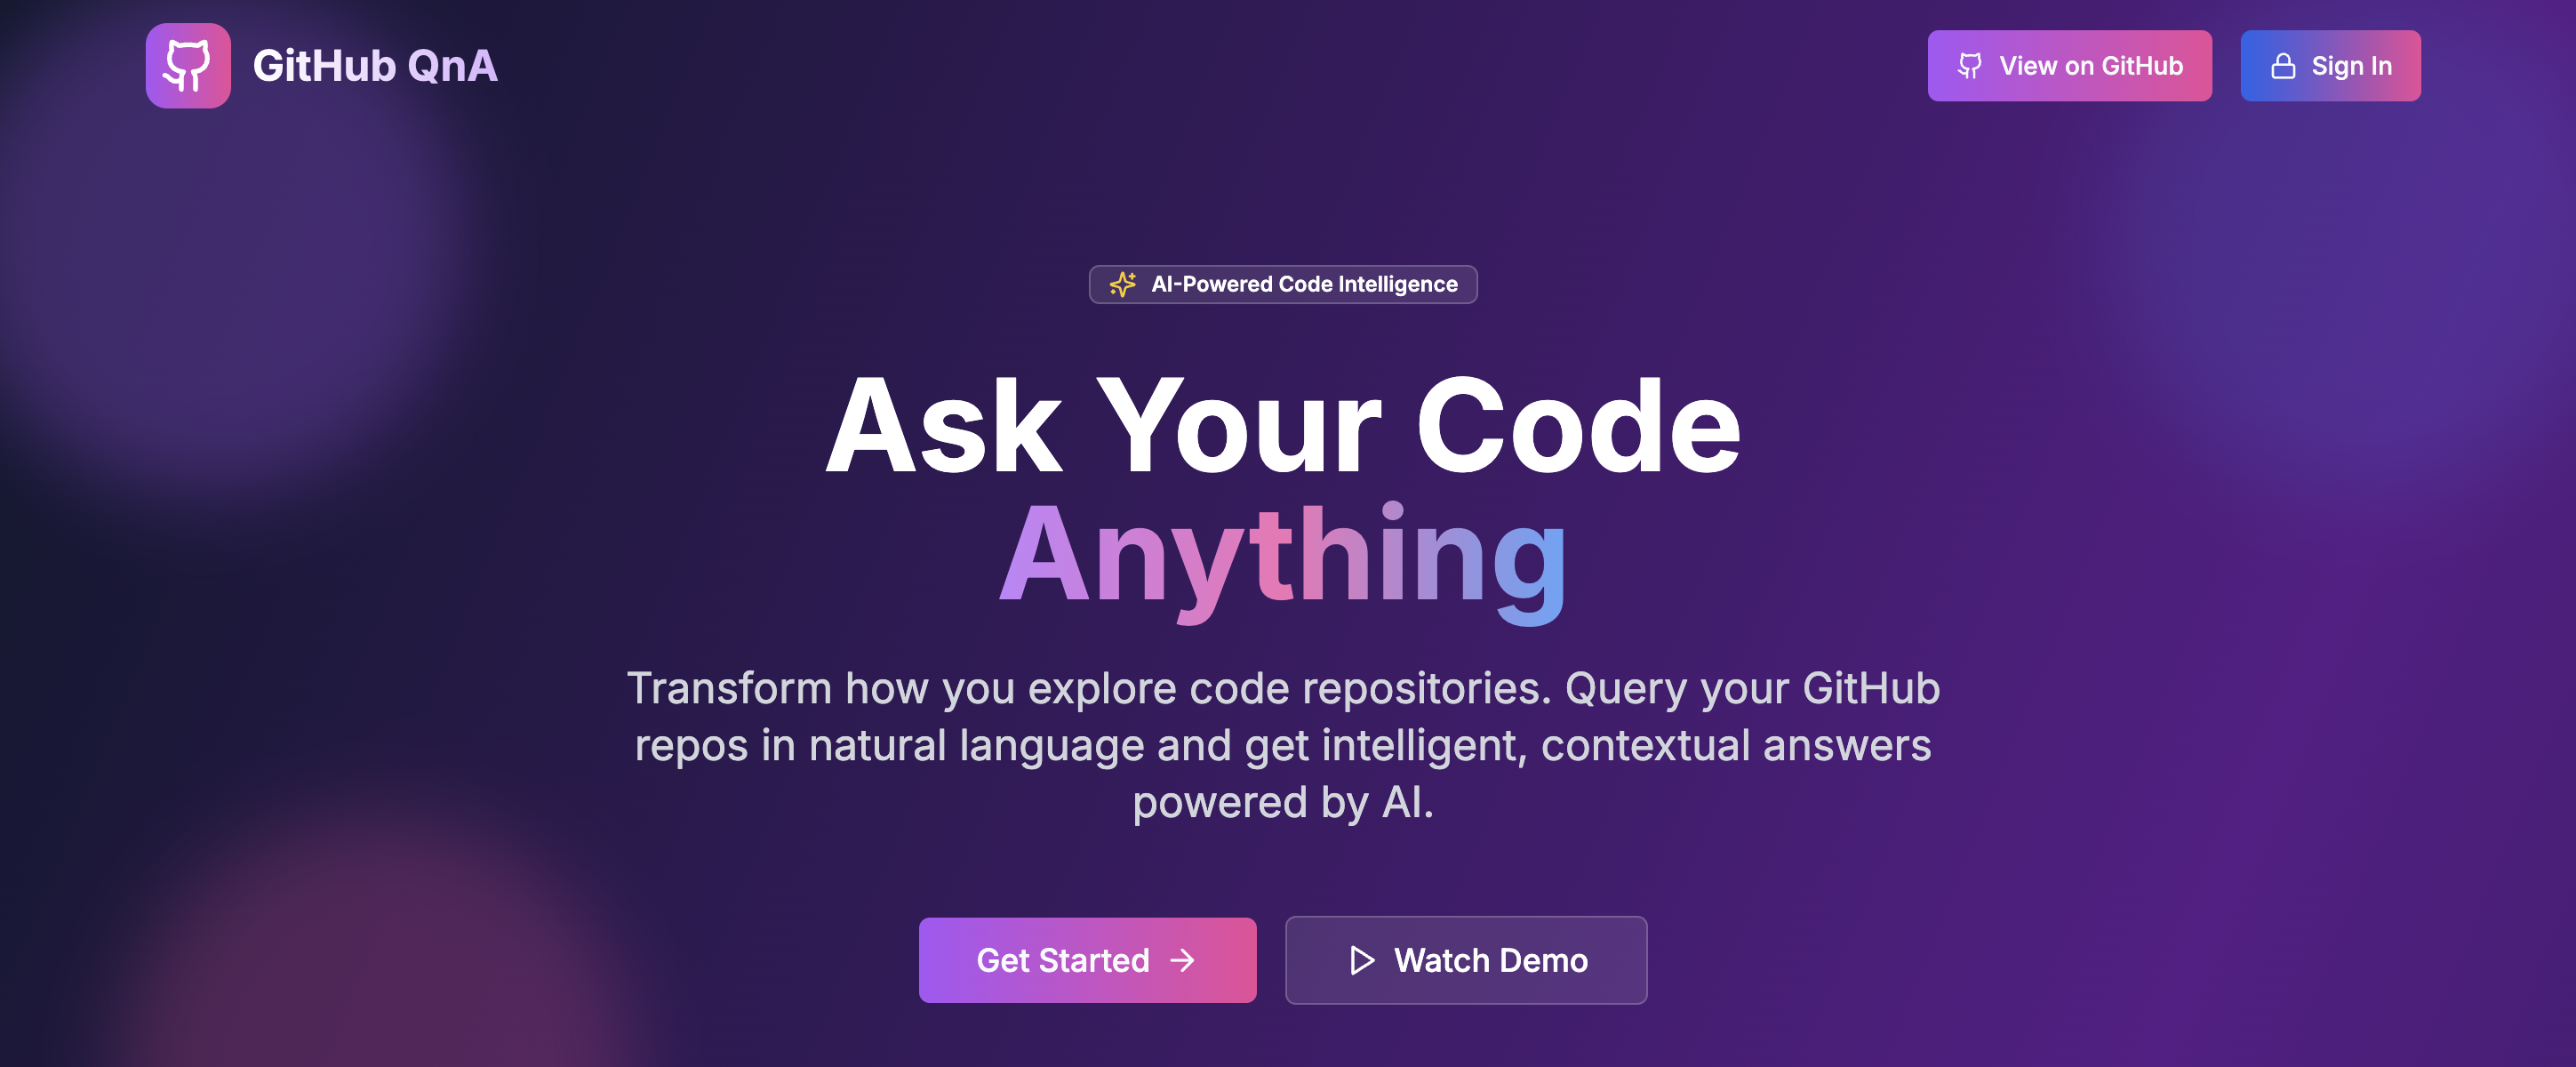 GitHub QnA
View on GitHub
Sign In
AI-Powered Code Intelligence
Ask Your Code
Anything
Transform how you explore code repositories. Query your GitHub
repos in natural language and get intelligent, contextual answers
powered by AI.
Get Started
Watch Demo